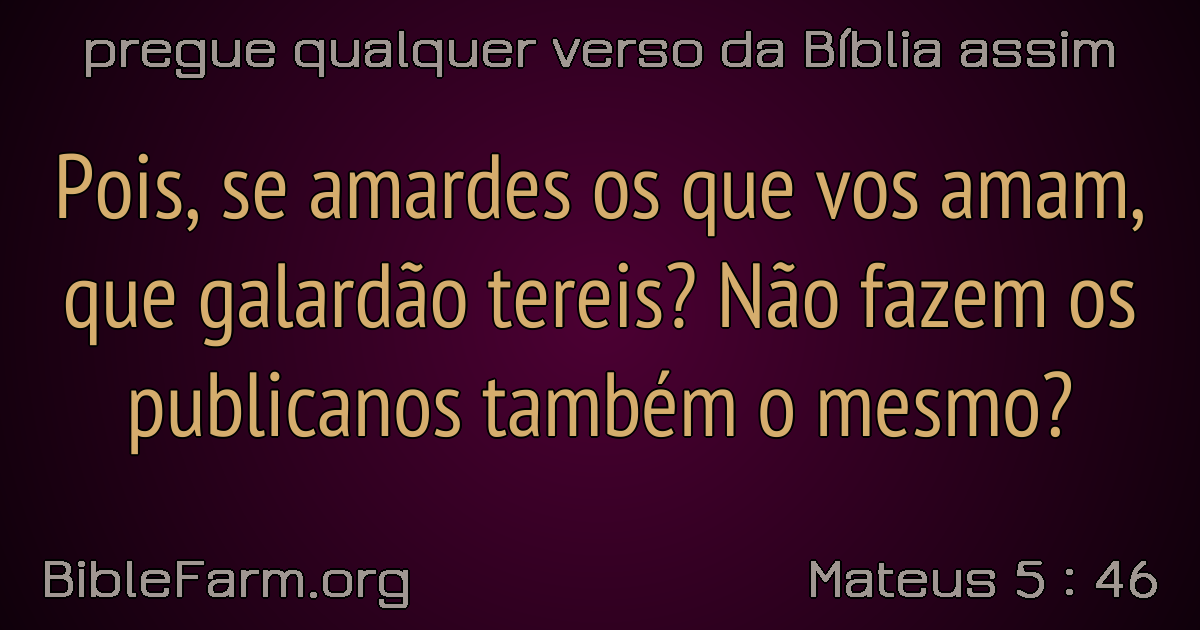 pregue qualquer verso da Bíblia assim
Pois, se amardes os que vos amam,
que galardão tereis? Não fazem os
publicanos também o mesmo?
BibleFarm.org
Mateus 5 : 46